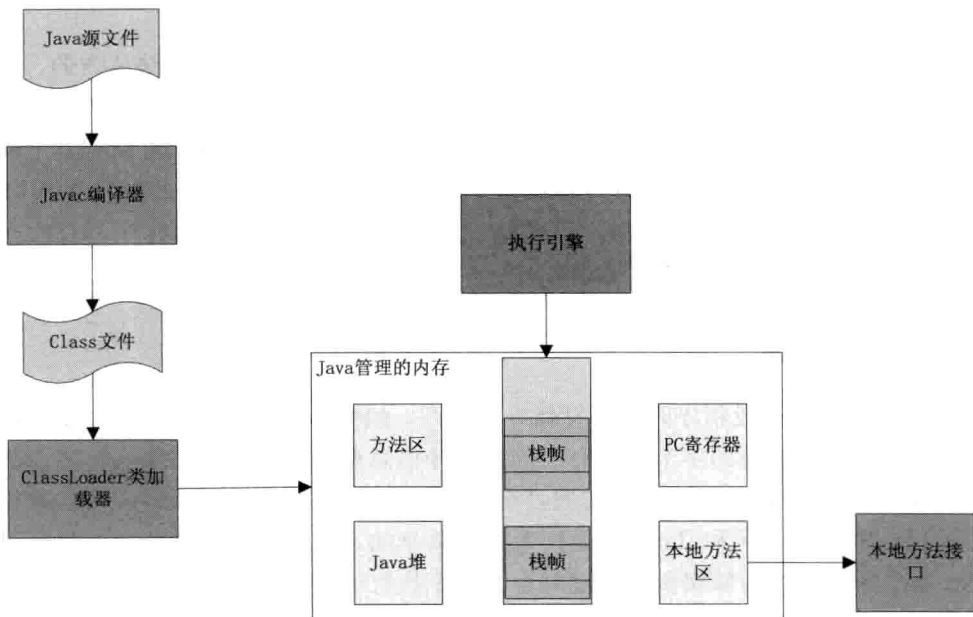 Java源文件
Javac编译器
Class文件
ClassLoader类加
载器
执行引擎
Java管理的内存
方法区
栈帧
PC寄存器
Java堆
栈帧
本地方法
区
本地方法接
口